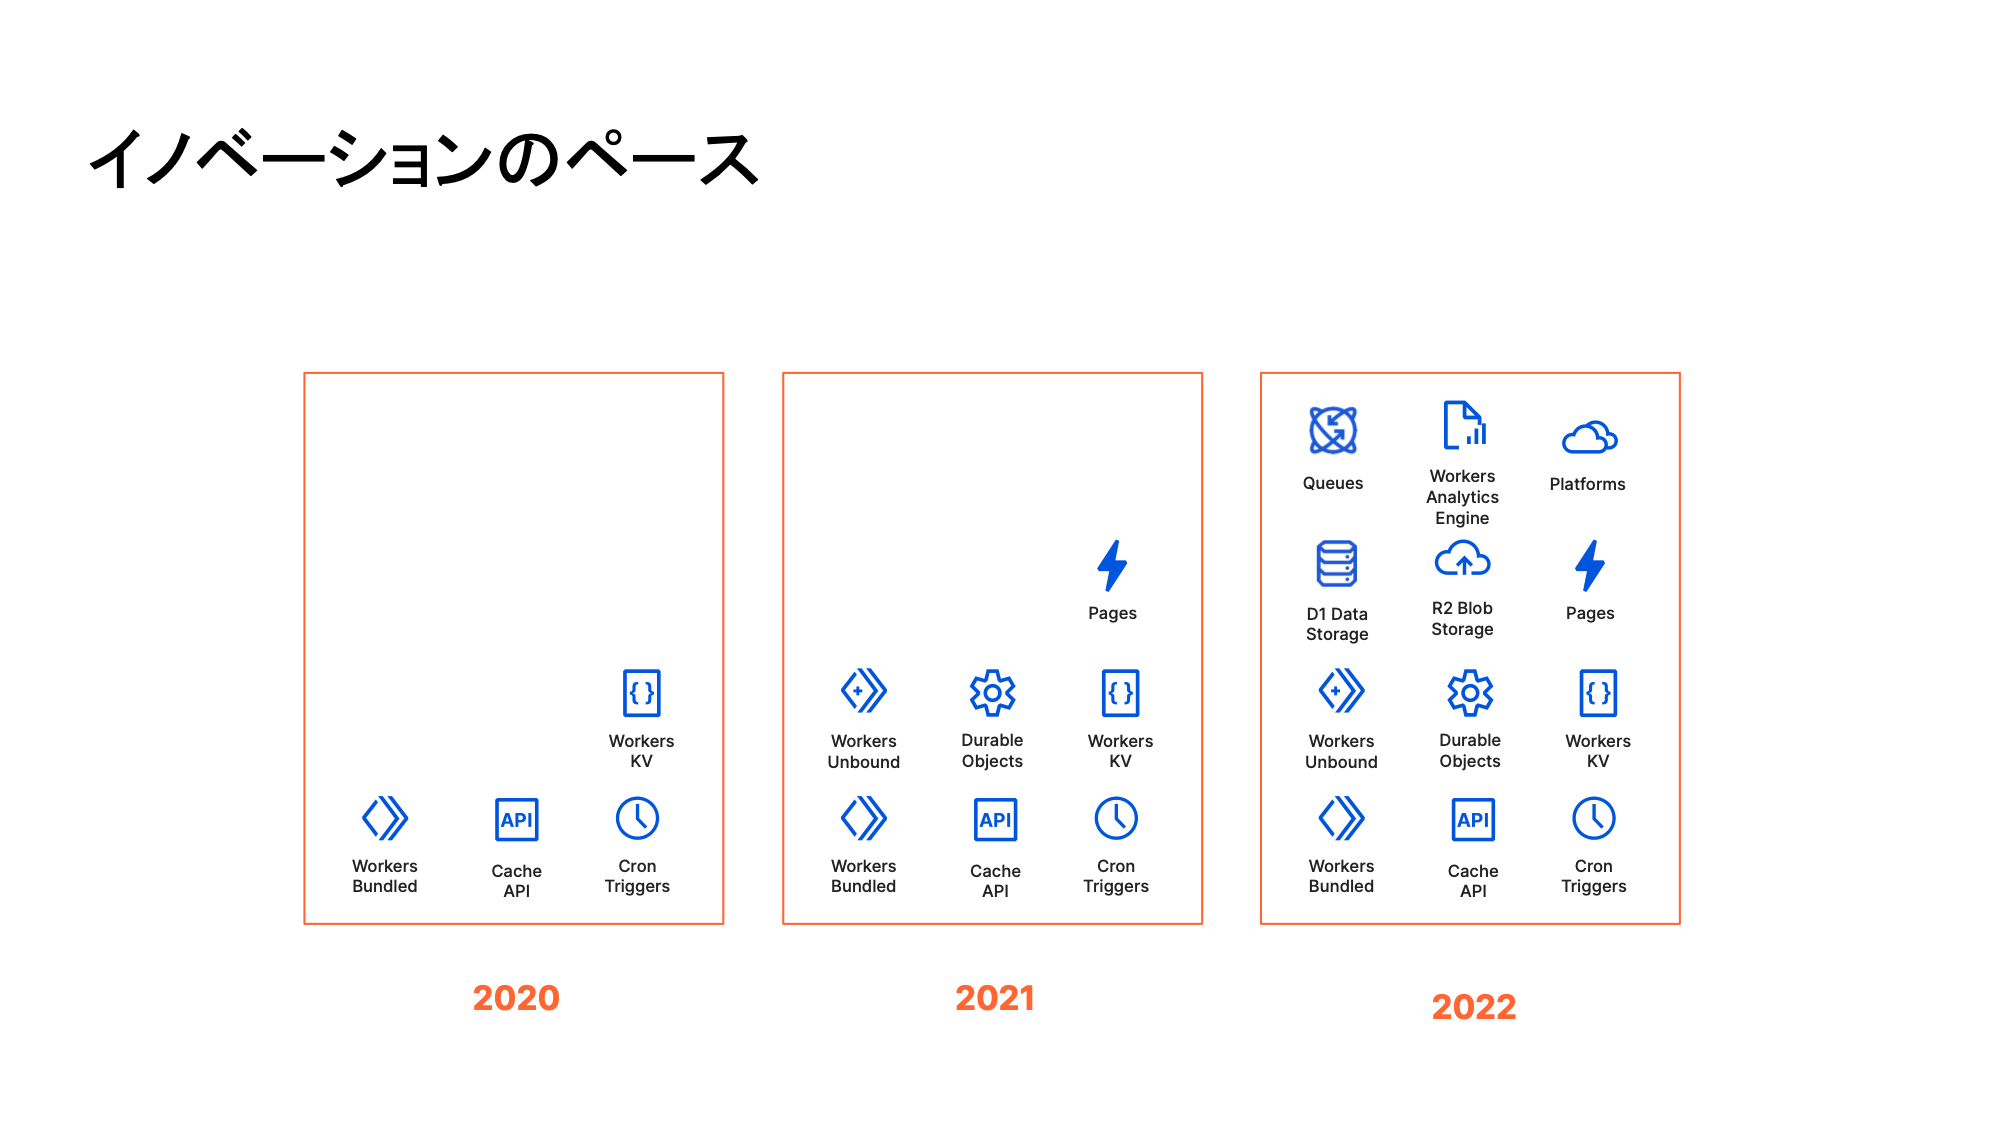 イノベーションのペース
Workers
KV
Workers
Bundled
API
Cache
API
Cron
Triggers
2020
Pages
Workers
Unbound
Durable
Objects
Workers
KV
Workers
Bundled
API
Cache
API
Cron
Triggers
2021
Queues
Workers
Analytics
Engine
Platforms
D1 Data
Storage
R2 Blob
Storage
Pages
Workers
Unbound
Durable
Objects
Workers
KV
Workers
Bundled
API
Cache
API
Cron
Triggers
2022